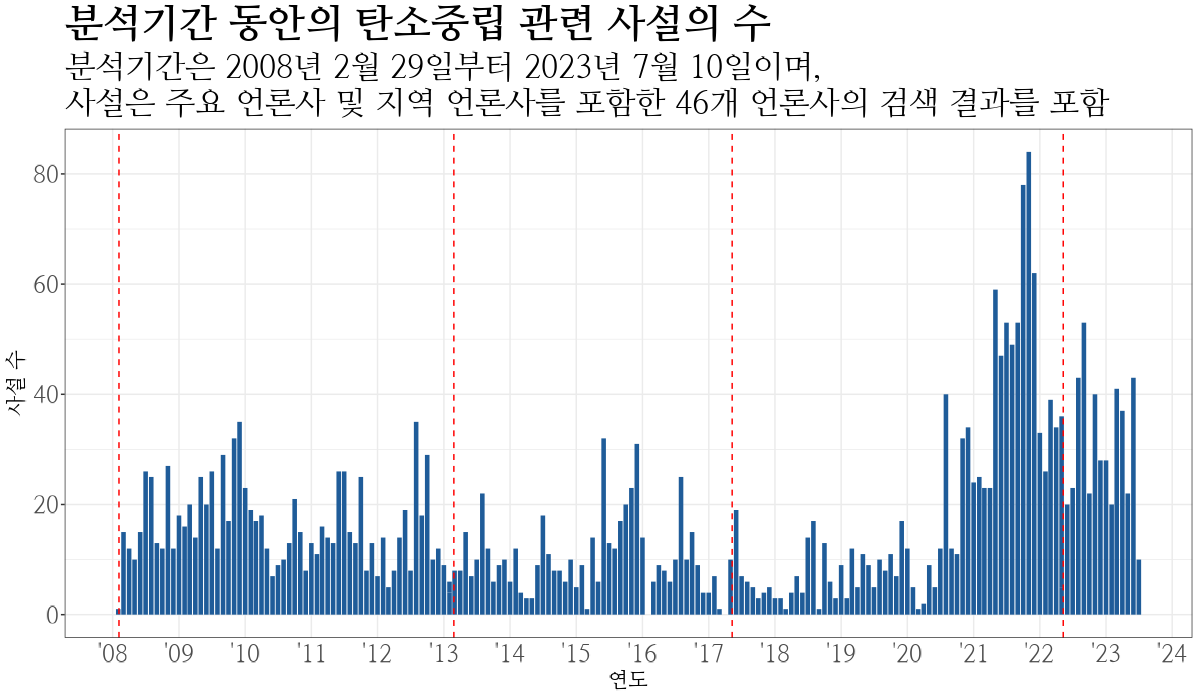 분석기간 동안의 탄소중립 관련 사설의 수
분석기간은 2008년 2월 29일부터 2023년 7월 10일이며,
사설은 주요 언론사 및 지역 언론사를 포함한 46개 언론사의 검색 결과를 포함
80
60
40
20
0
사설 수
'08 '09 '10 '11 '12 '13 '14 '15 '16 '17 '18 '19 '20 '21 '22 '23 '24
연도